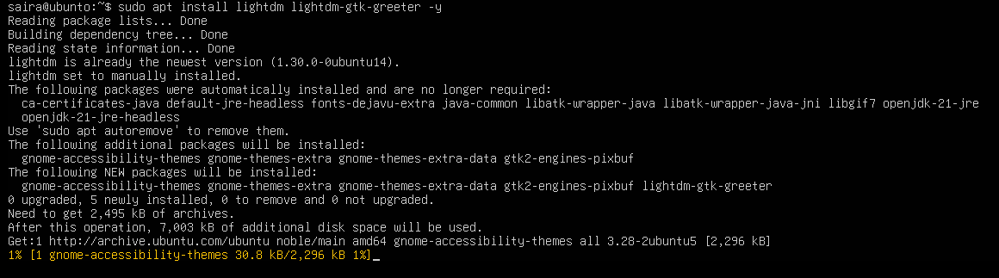 saira@ubunto:~$ sudo apt install lightdm lightdm-gtk-greeter -y
Reading package lists... Done
Building dependency tree... Done
Reading state information... Done
lightdm is already the newest version (1.30.0-0ubuntu14).
lightdm set to manually installed.
The following packages were automatically installed and are no longer required:
  ca-certificates-java default-jre-headless fonts-dejavu-extra java-common libatk-wrapper-java libatk-wrapper-java-jni libgif7 openjdk-21-jre
  openjdk-21-jre-headless
Use 'sudo apt autoremove' to remove them.
The following additional packages will be installed:
  gnome-accessibility-themes gnome-themes-extra gnome-themes-extra-data gtk2-engines-pixbuf
The following NEW packages will be installed:
  gnome-accessibility-themes gnome-themes-extra gnome-themes-extra-data gtk2-engines-pixbuf lightdm-gtk-greeter
0 upgraded, 5 newly installed, 0 to remove and 0 not upgraded.
Need to get 2,495 kB of archives.
After this operation, 7,003 kB of additional disk space will be used.
Get:1 http://archive.ubuntu.com/ubuntu noble/main amd64 gnome-accessibility-themes all 3.28-2ubuntu5 [2,296 kB]
1% [1 gnome-accessibility-themes 30.8 kB/2,296 kB 1%]_